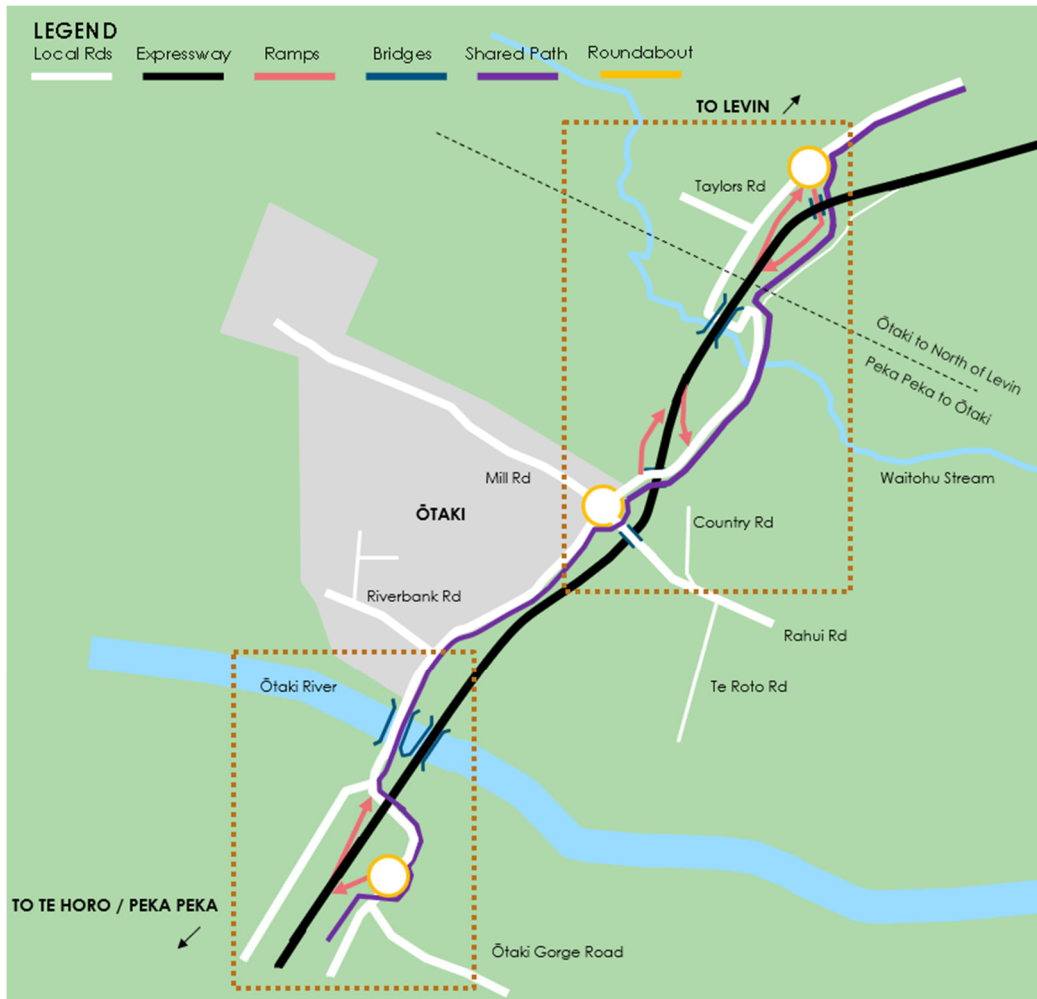 LEGEND
Local Rds Expressway Ramps Bridges Shared Path Roundabout
TO LEVIN
Taylors Rd
Ōtaki to North of Levin
Peka Peka to Ōtaki
Mill Rd
Waitohu Stream
ŌTAKI
Country Rd
Riverbank Rd
Rahui Rd
Ōtaki River
Te Roto Rd
TO TE HORO / PEKA PEKA
Ōtaki Gorge Road